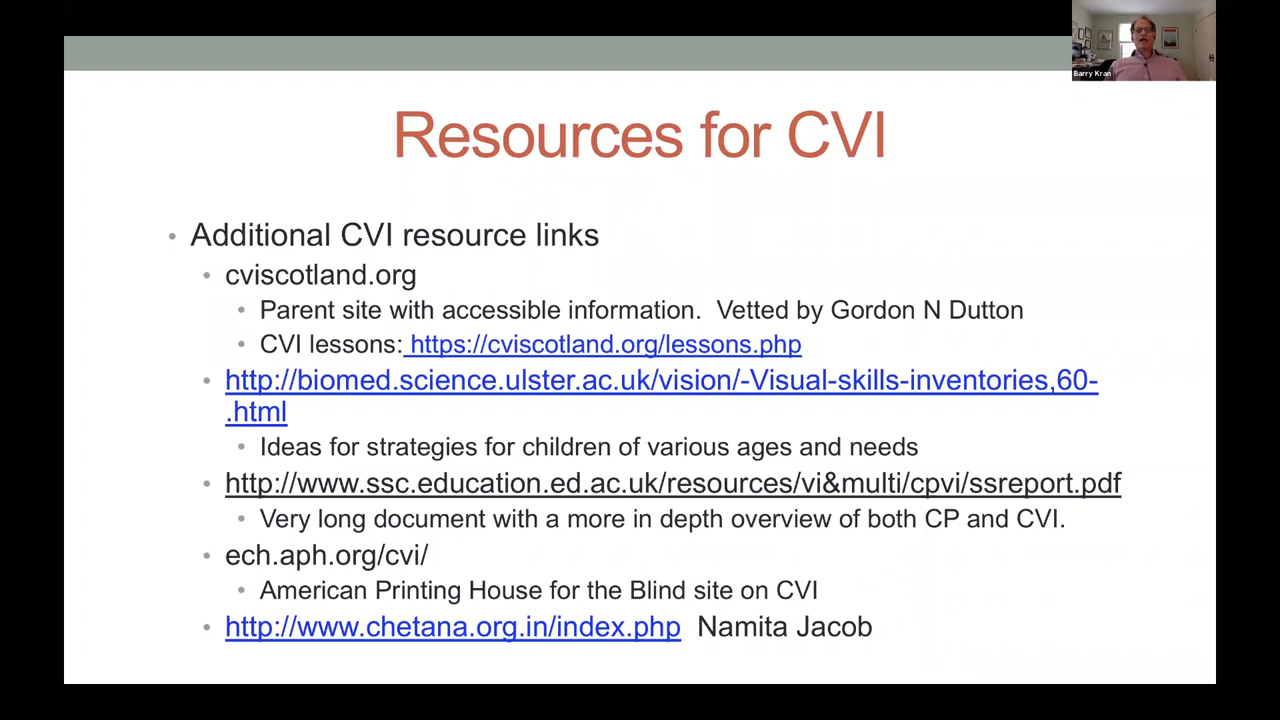 Barry Kran
Resources for CVI
• Additional CVI resource links
• cviscotland.org
• Parent site with accessible information.  Vetted by Gordon N Dutton
• CVI lessons: https://cviscotland.org/lessons.php
• http://biomed.science.ulster.ac.uk/vision/-Visual-skills-inventories,60-
.html
• Ideas for strategies for children of various ages and needs
• http://www.ssc.education.ed.ac.uk/resources/vi&multi/cpvi/ssreport.pdf
• Very long document with a more in depth overview of both CP and CVI.
• ech.aph.org/cvi/
• American Printing House for the Blind site on CVI
• http://www.chetana.org.in/index.php  Namita Jacob